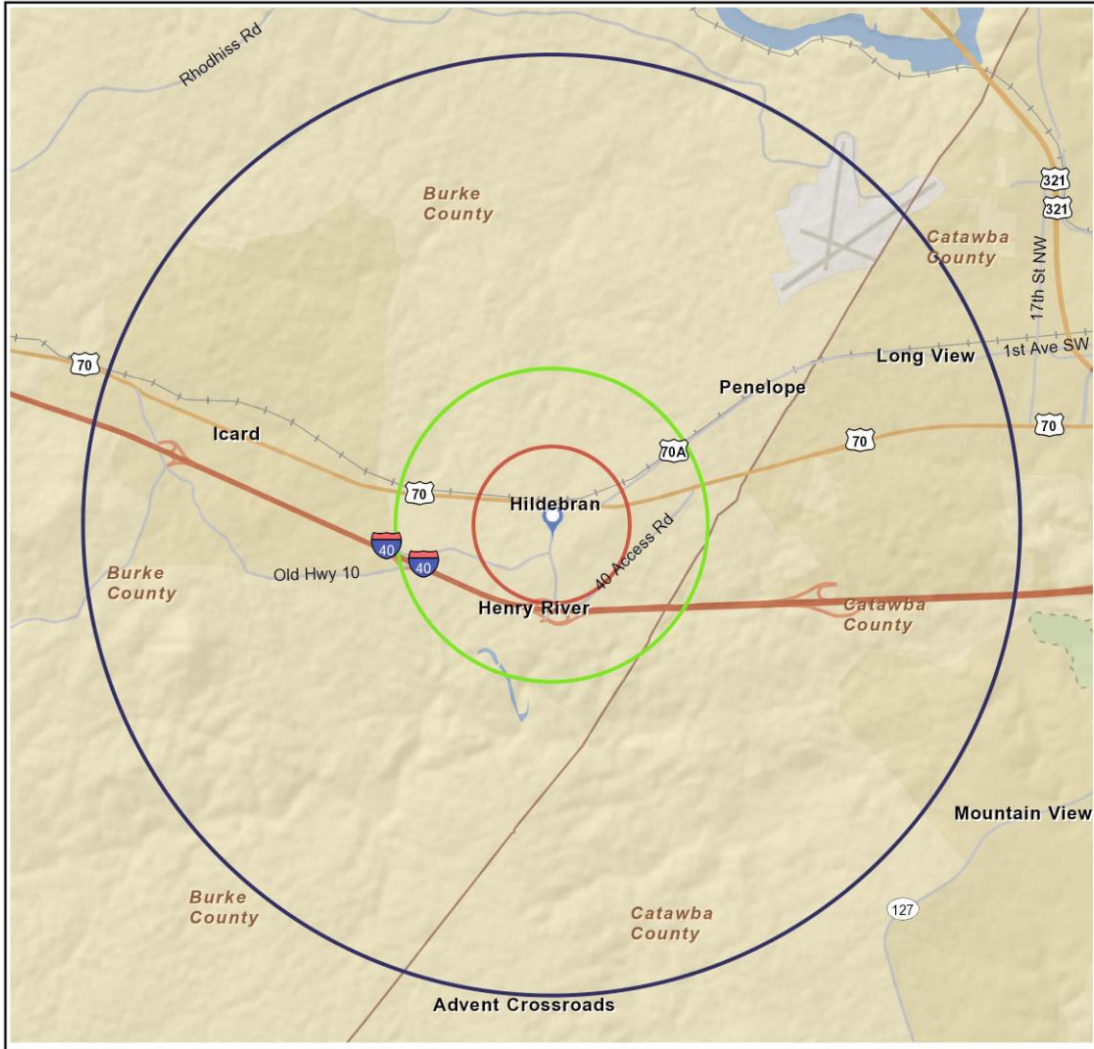 Rhodhiss Rd
321
Burke
County
321
Catawba
County
17th St NW
70
1st Ave SW
Long View
Penelope
Icard
70
70
70A
70
Hildebran
40
40
40 Access Rd
Old Hwy 10
Burke
County
Henry River
Catawba
County
Mountain View
Burke
County
Catawba
County
127
Advent Crossroads